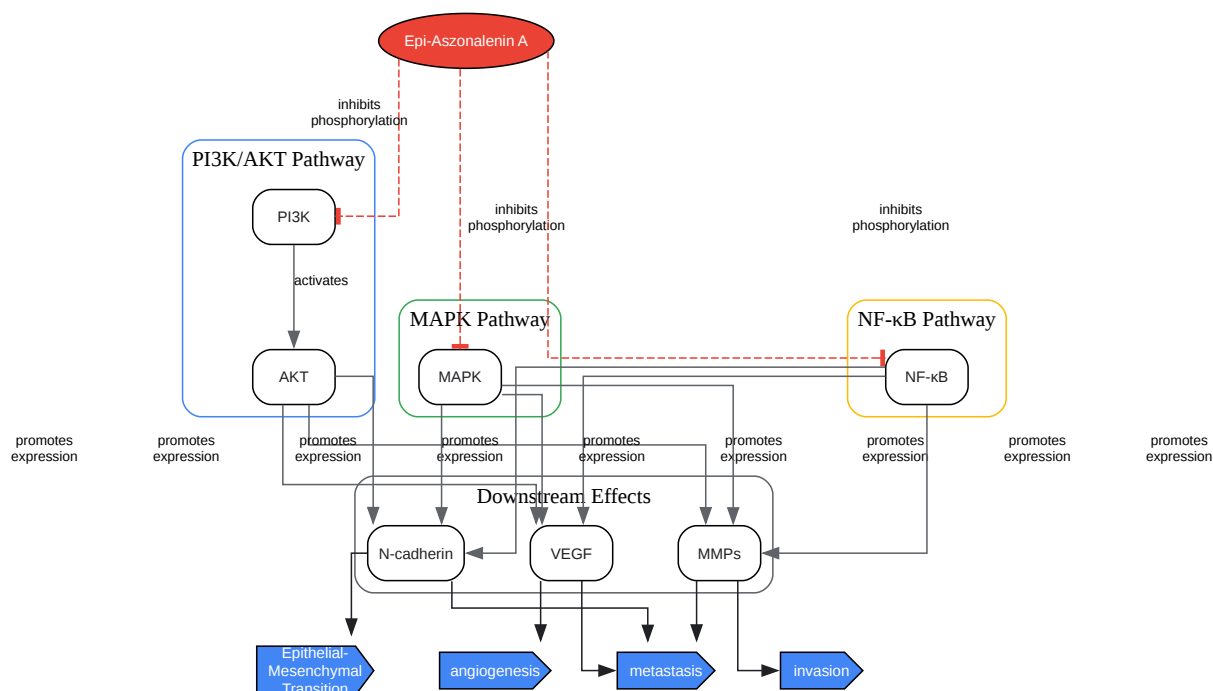 Epi-Aszonalenin A
inhibits
phosphorylation
PI3K/AKT Pathway
PI3K
inhibits
phosphorylation
inhibits
phosphorylation
activates
MAPK Pathway
NF-κB Pathway
AKT
MAPK
NF-κB
promotes
expression
promotes
expression
promotes
expression
promotes
expression
promotes
expression
promotes
expression
promotes
expression
promotes
expression
promotes
expression
Downstream Effects
N-cadherin
VEGF
MMPs
Epithelial-
Mesenchymal
Transition
angiogenesis
metastasis
invasion